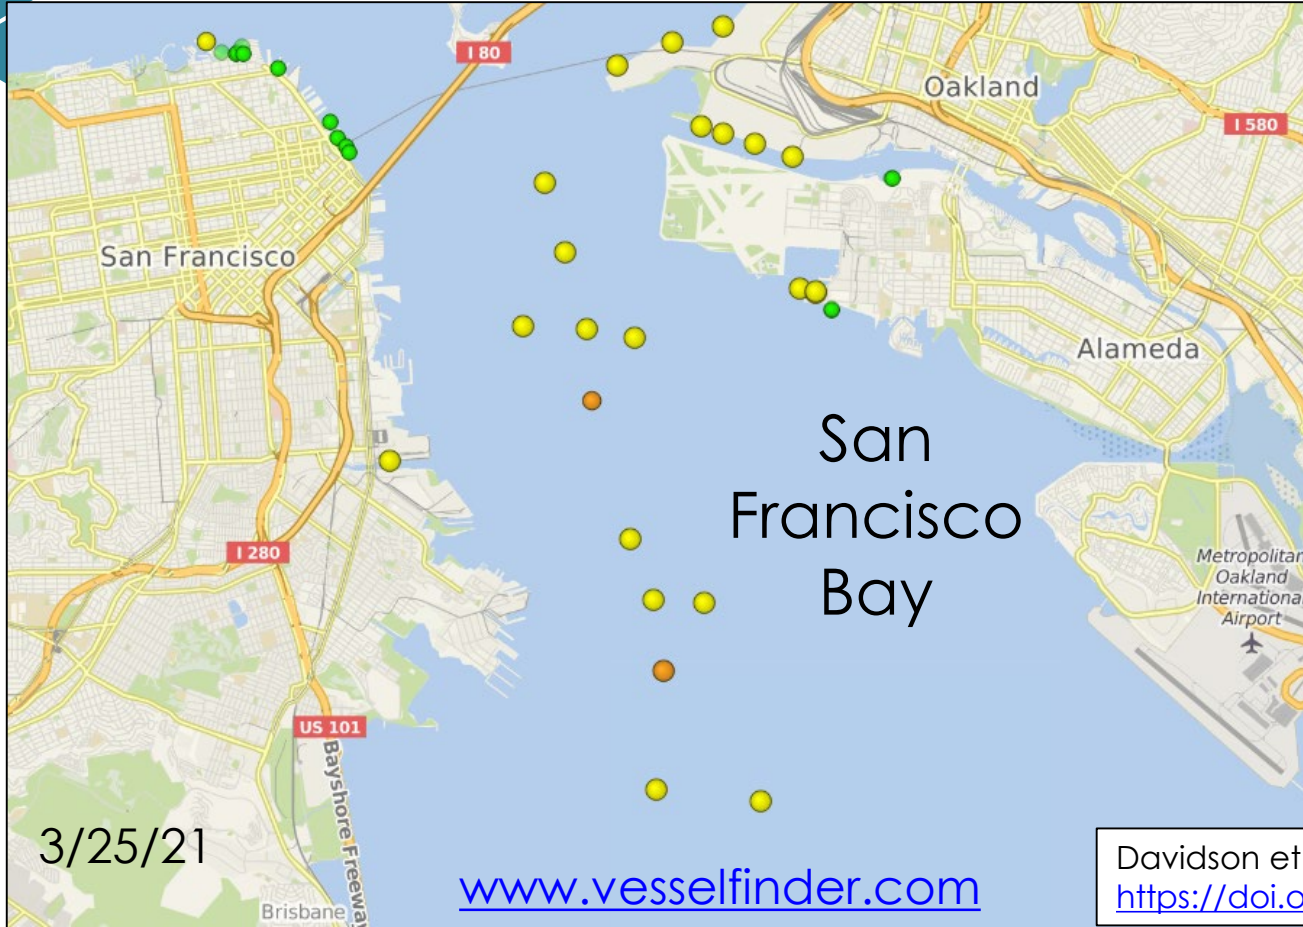 I 80
Oakland
I 580
San Francisco
Alameda
San
Francisco
Bay
I 280
Metropolitan
Oakland
International
Airport
US 101
Bayshore Freeway
3/25/21
www.vesselfinder.com
Brisbane
Davidson et
https://doi.o